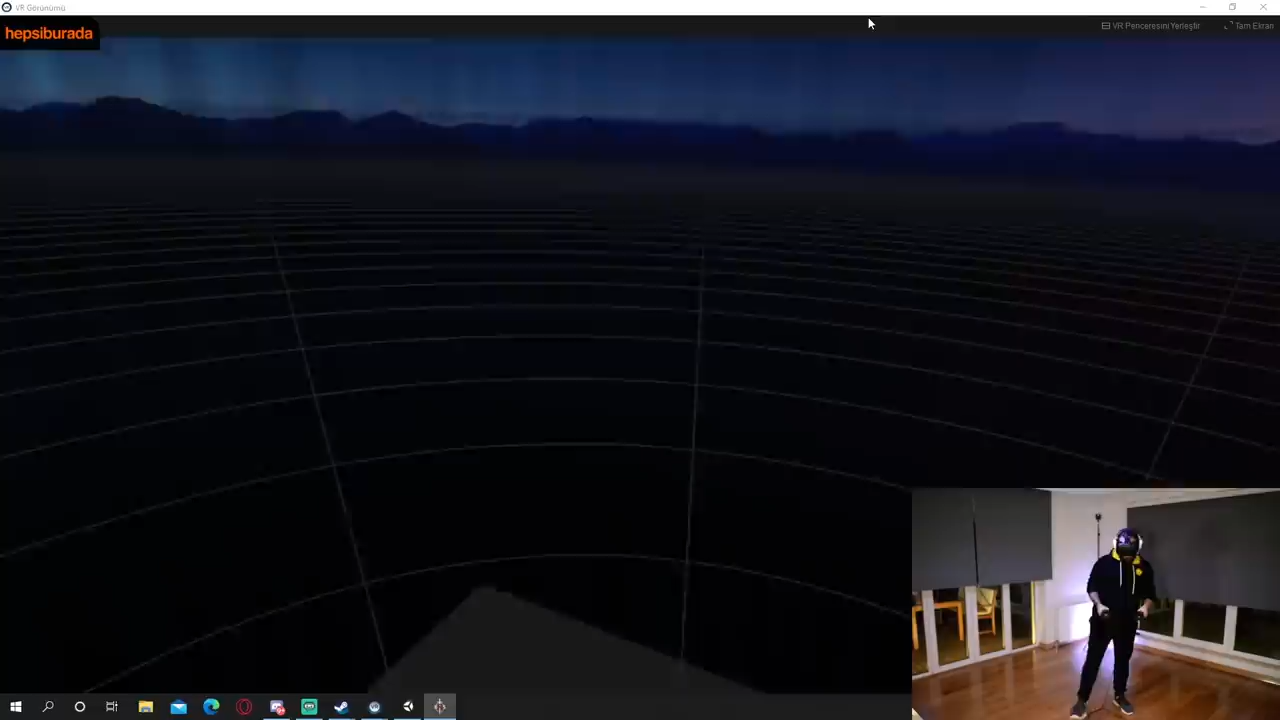 VR Görünümü
hepsiburada
VR Penceresini Yerleştir
Tam Ekran